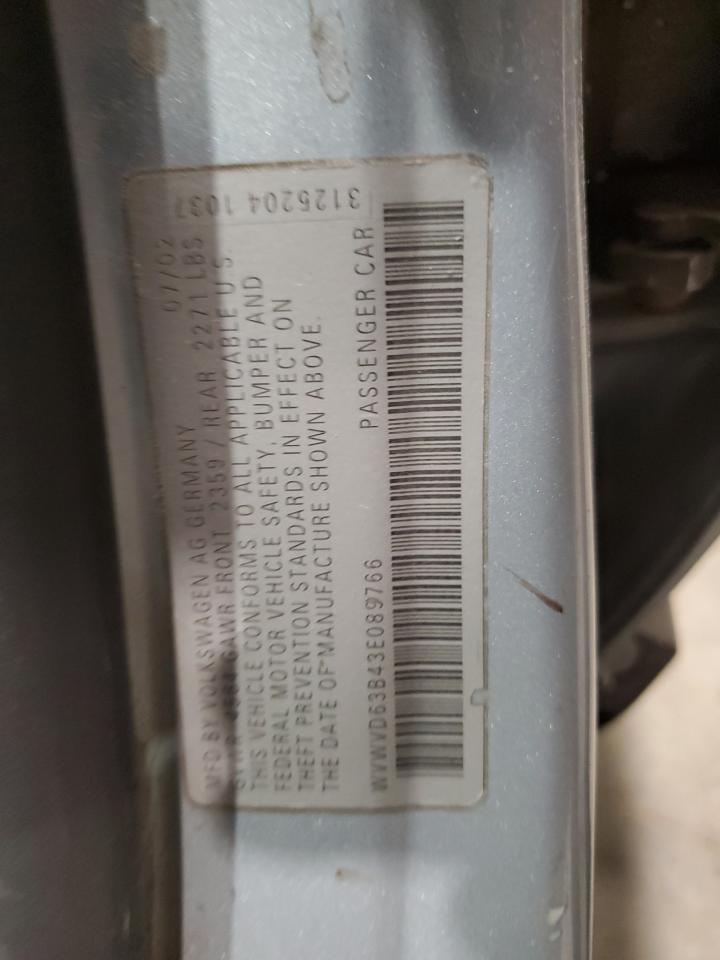 MFD BY VOLKSWAGEN AG GERMANY 07/02
GVWR GAWR FRONT 2359 / REAR 2271 LBS
THIS VEHICLE CONFORMS TO ALL APPLICABLE U.S.
FEDERAL MOTOR VEHICLE SAFETY, BUMPER AND
THEFT PREVENTION STANDARDS IN EFFECT ON
THE DATE OF MANUFACTURE SHOWN ABOVE.
WVWVD63B43E089766 PASSENGER CAR
3125204 1037